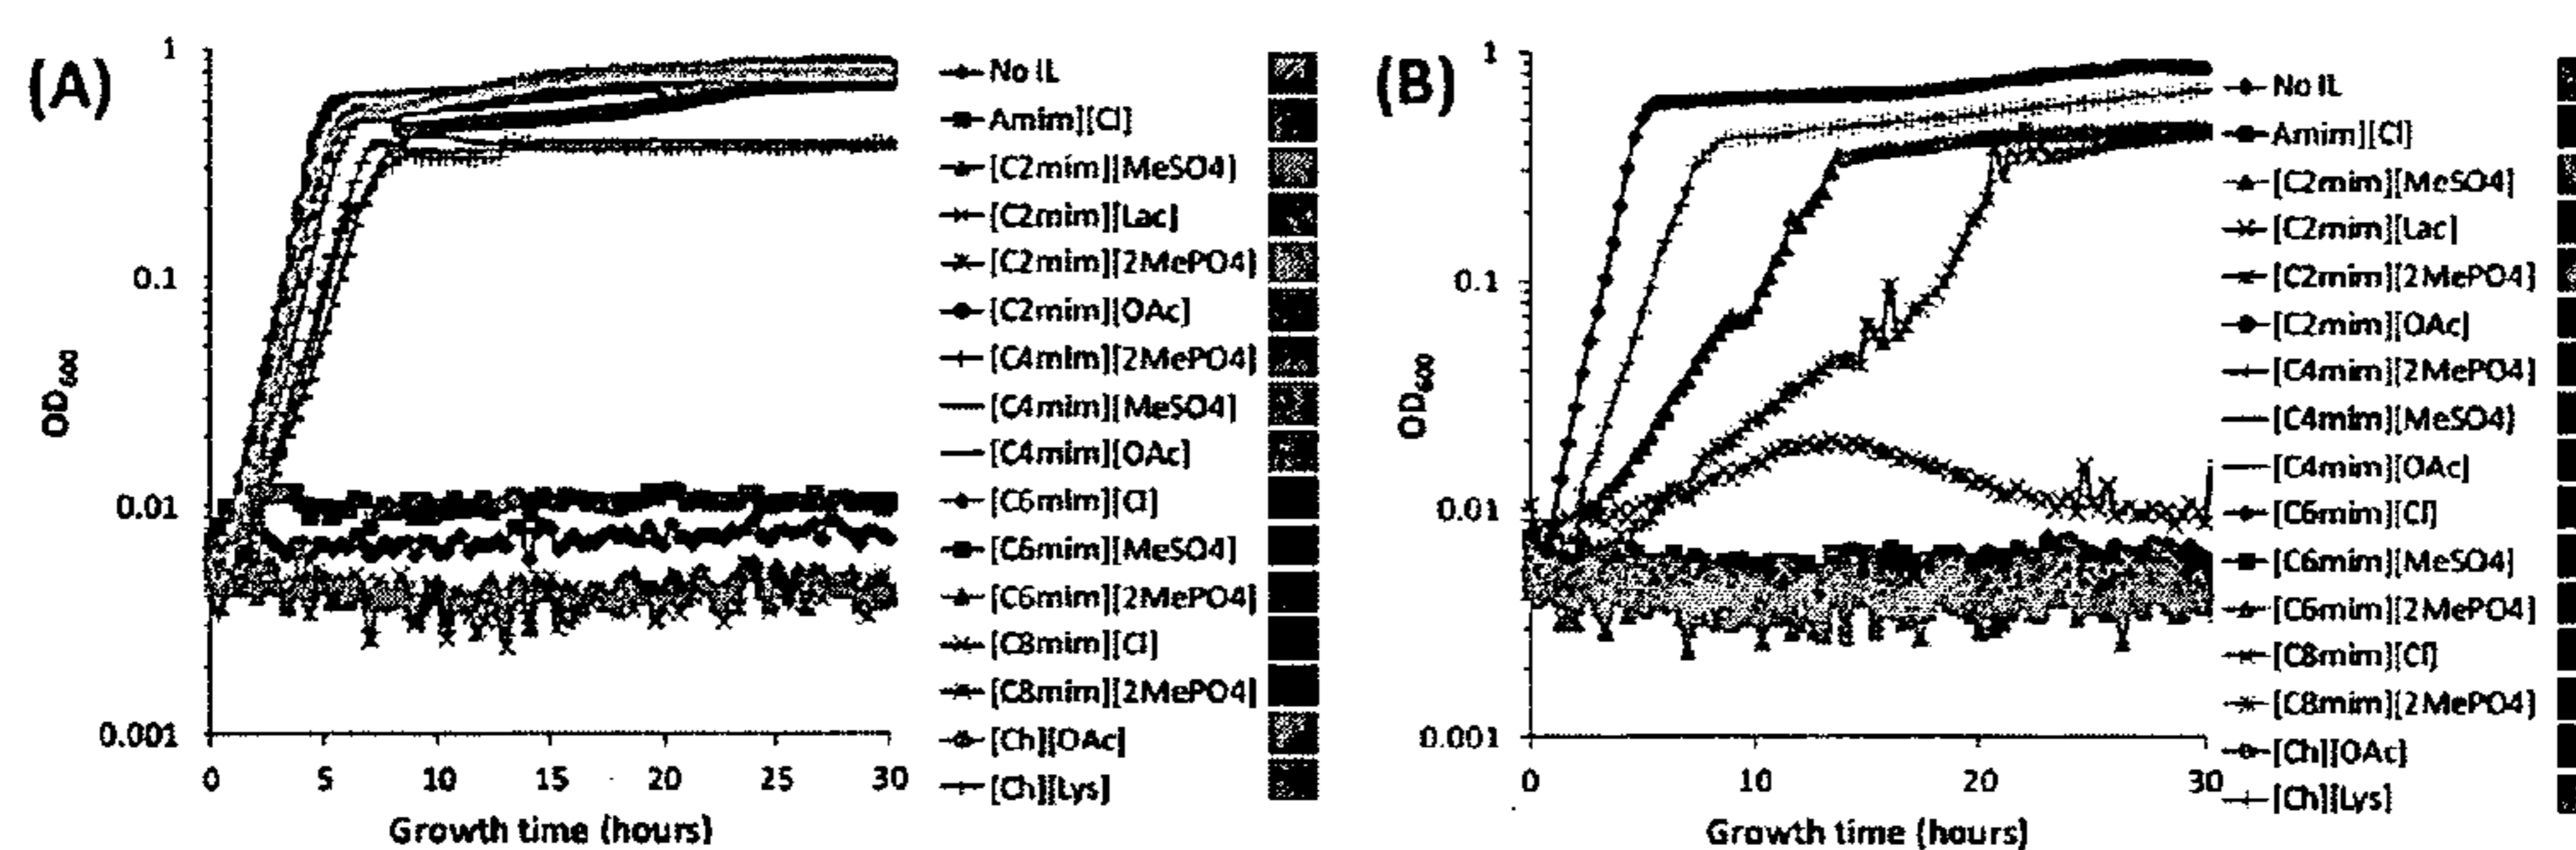 (A)
OD600
1
0.1
0.01
0.001
0 5 10 15 20 25 30
Growth time (hours)
No IL
Amim][Cl]
[C2mim][MeSO4]
[C2mim][Lac]
[C2mim][2MePO4]
[C2mim][OAc]
[C4mim][2MePO4]
[C4mim][MeSO4]
[C4mim][OAc]
[C6mim][Cl]
[C6mim][MeSO4]
[C6mim][2MePO4]
[C8mim][Cl]
[C8mim][2MePO4]
[Ch][OAc]
[Ch][Lys]
(B)
OD600
1
0.1
0.01
0.001
0 10 20 30
Growth time (hours)
No IL
Amim][Cl]
[C2mim][MeSO4]
[C2mim][Lac]
[C2mim][2MePO4]
[C2mim][OAc]
[C4mim][2MePO4]
[C4mim][MeSO4]
[C4mim][OAc]
[C6mim][Cl]
[C6mim][MeSO4]
[C6mim][2MePO4]
[C8mim][Cl]
[C8mim][2MePO4]
[Ch][OAc]
[Ch][Lys]